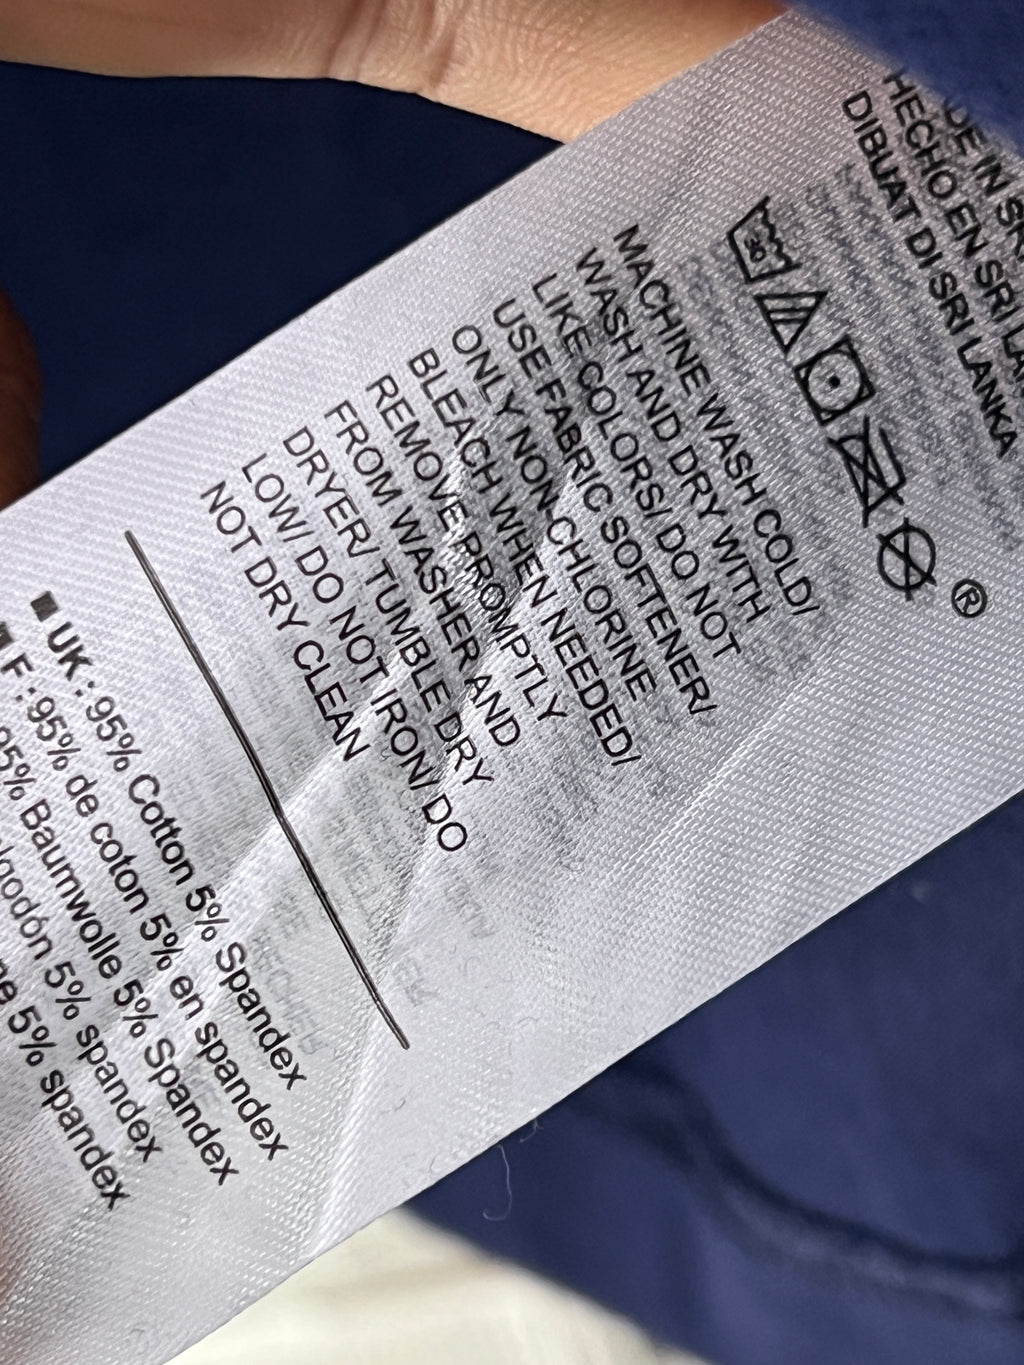 IN
HECHO EN SRI
DIBUAT DI SRI LANKA
30
®
MACHINE WASH COLD/
WASH AND DRY WITH
LIKE COLORS/ DO NOT
USE FABRIC SOFTENER/
ONLY NON-CHLORINE
BLEACH WHEN NEEDED/
REMOVE PROMPTLY
FROM WASHER AND
DRYER/ TUMBLE DRY
LOW/ DO NOT IRON/ DO
NOT DRY CLEAN
UK : 95% Cotton 5% Spandex
F : 95% de coton 5% en spandex
95% Baumwolle 5% Spandex
5% spandex
5% spandex